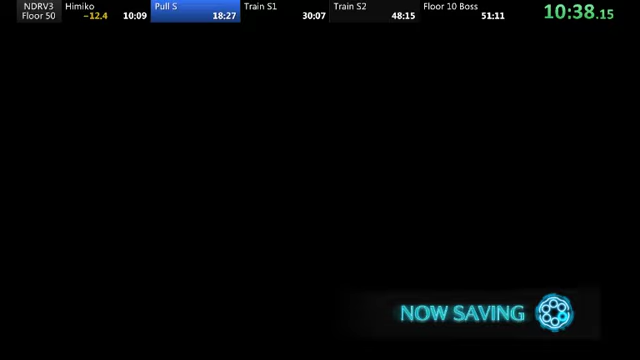 NDRV3
Floor 50
Himiko
−12.4 10:09
Pull S
18:27
Train S1
30:07
Train S2
48:15
Floor 10 Boss
51:11
10:38.15
NOW SAVING